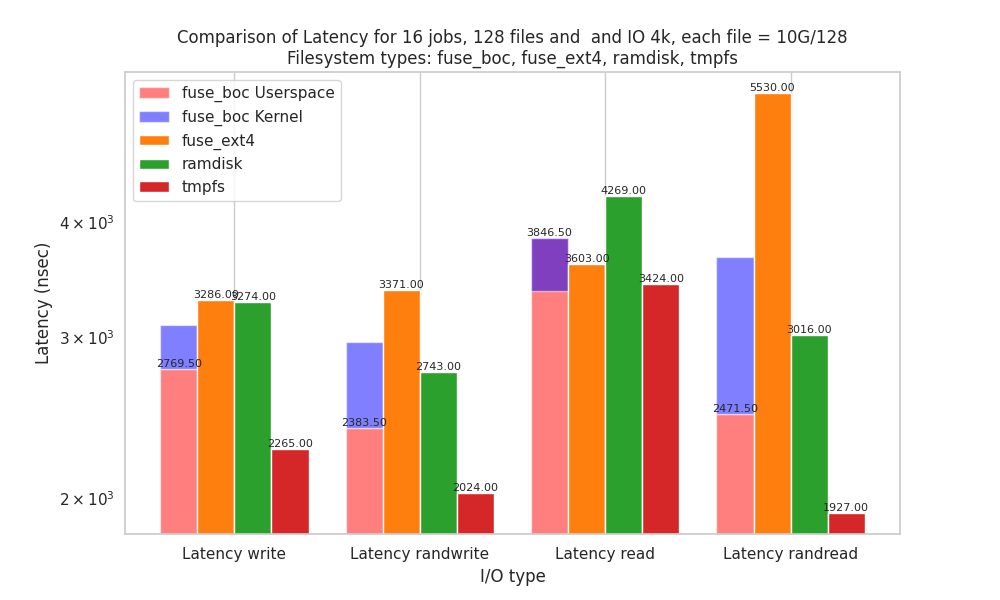 Comparison of Latency for 16 jobs, 128 files and  and IO 4k, each file = 10G/128
Filesystem types: fuse_boc, fuse_ext4, ramdisk, tmpfs
fuse_boc Userspace
fuse_boc Kernel
fuse_ext4
ramdisk
tmpfs
Latency (nsec)
4 × 10³
3 × 10³
2 × 10³
2769.50
3286.00
3274.00
2265.00
2383.50
3371.00
2743.00
2024.00
3846.50
3603.00
4269.00
3424.00
2471.50
5530.00
3016.00
1927.00
Latency write
Latency randwrite
Latency read
Latency randread
I/O type